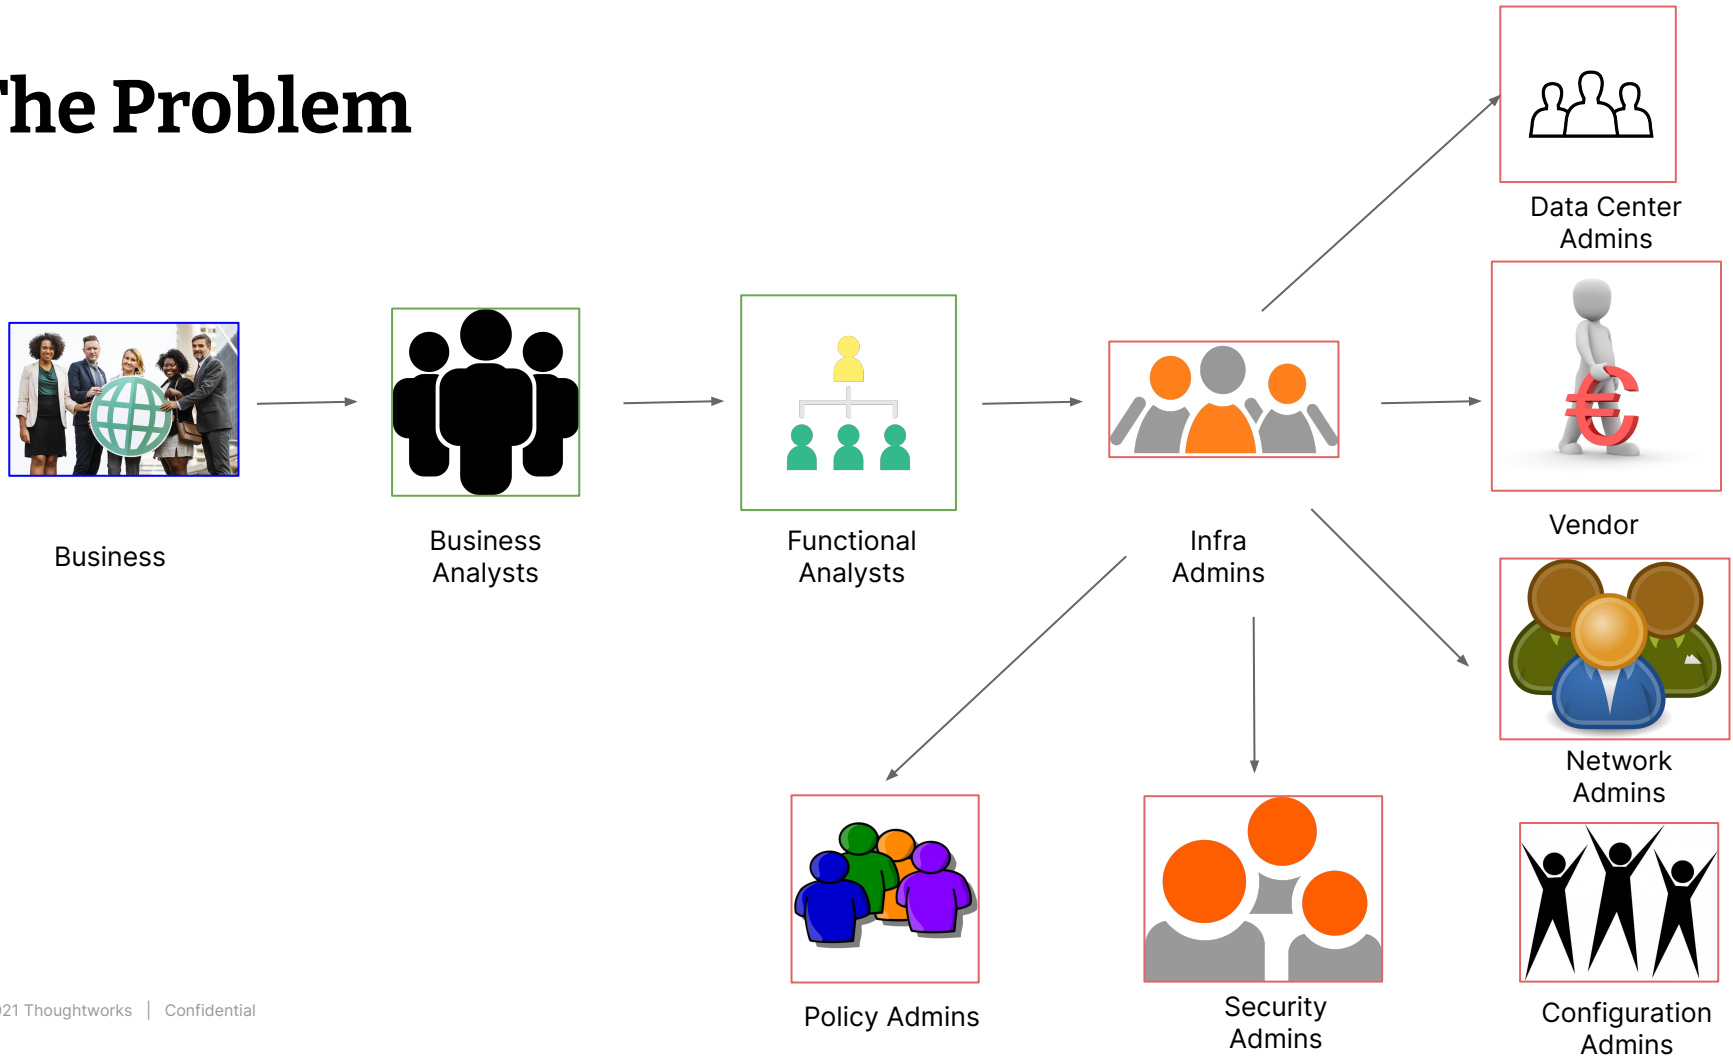 The Problem
Data Center
Admins
Business
Business
Analysts
Functional
Analysts
Infra
Admins
Vendor
Network
Admins
Policy Admins
Security
Admins
Configuration
Admins
21 Thoughtworks | Confidential